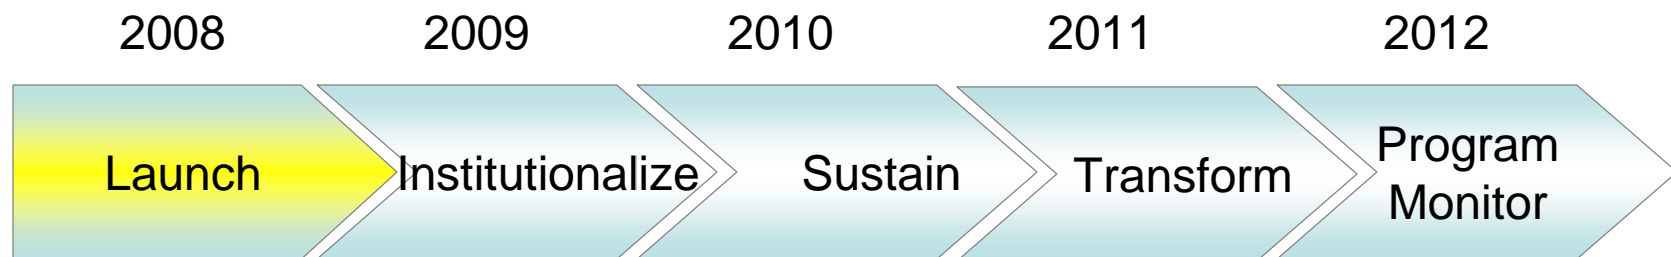 2008 2009 2010 2011 2012
Launch Institutionalize Sustain Transform Program
Monitor